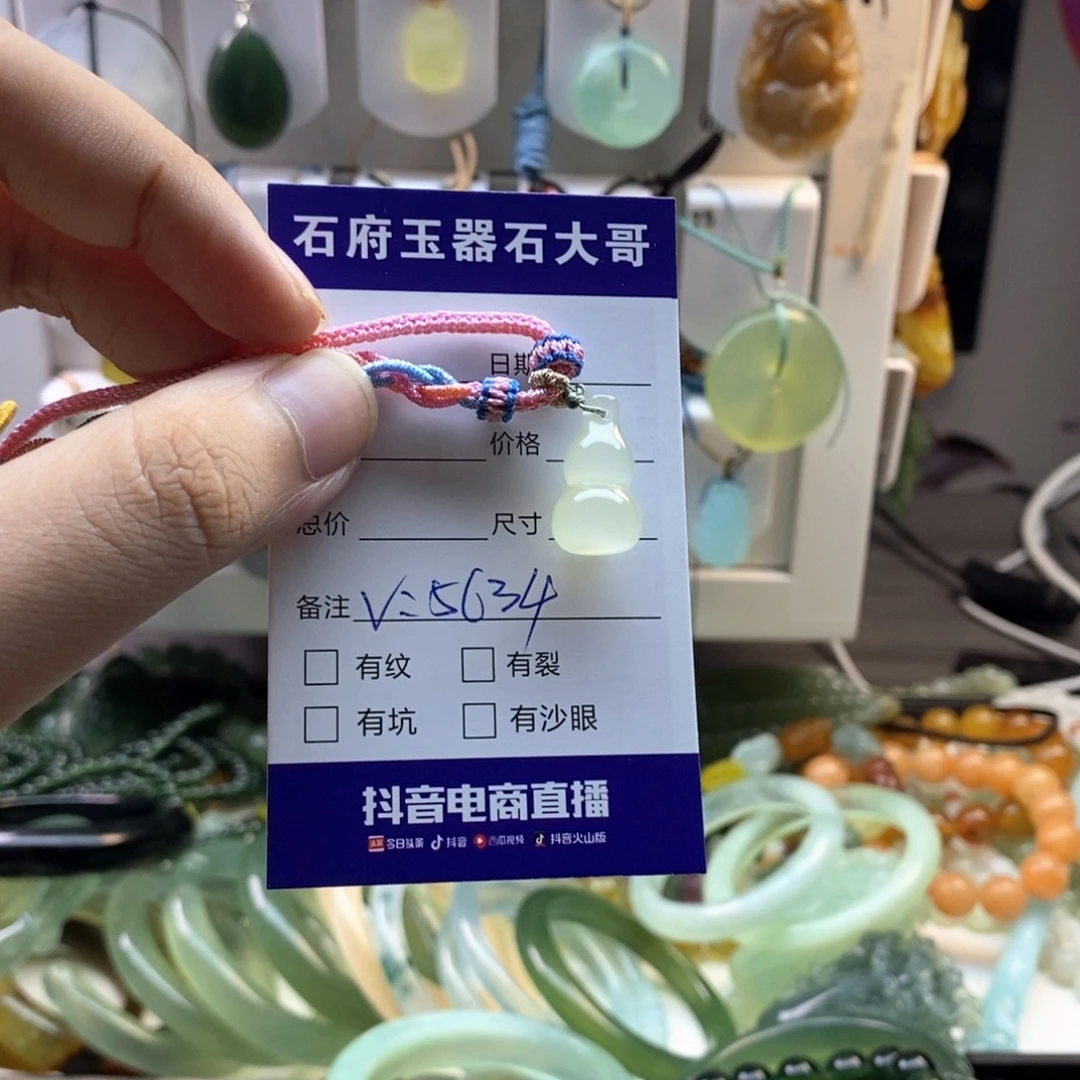 石府玉器石大哥
日期
价格
总价 尺寸
备注 V:5634
有纹 有裂
有坑 有沙眼
抖音电商直播
头条 今日头条 抖音 西瓜视频 抖音火山版